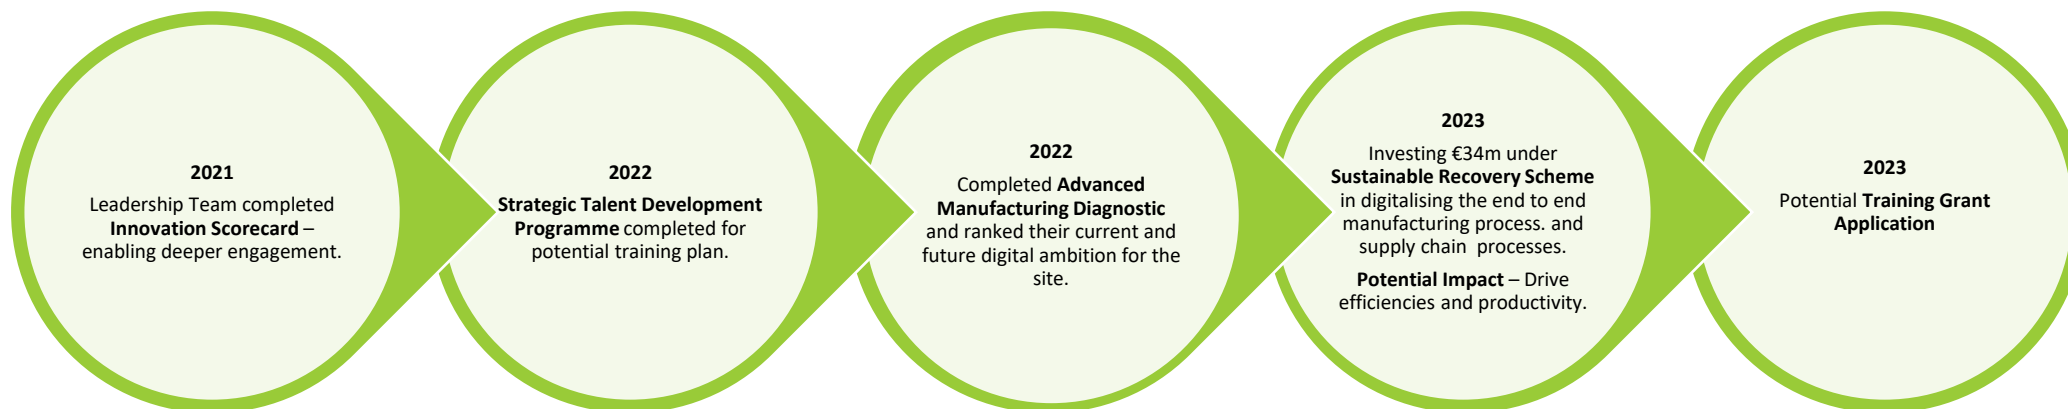 2021
Leadership Team completed
Innovation Scorecard –
enabling deeper engagement.
2022
Strategic Talent Development
Programme completed for
potential training plan.
2022
Completed Advanced
Manufacturing Diagnostic
and ranked their current and
future digital ambition for the
site.
2023
Investing €34m under
Sustainable Recovery Scheme
in digitalising the end to end
manufacturing process. and
supply chain  processes.
Potential Impact – Drive
efficiencies and productivity.
2023
Potential Training Grant
Application